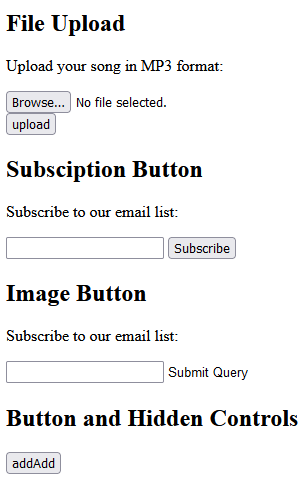 File Upload
Upload your song in MP3 format:
Browse... No file selected.
upload
Subsciption Button
Subscribe to our email list:
Subscribe
Image Button
Subscribe to our email list:
Submit Query
Button and Hidden Controls
addAdd